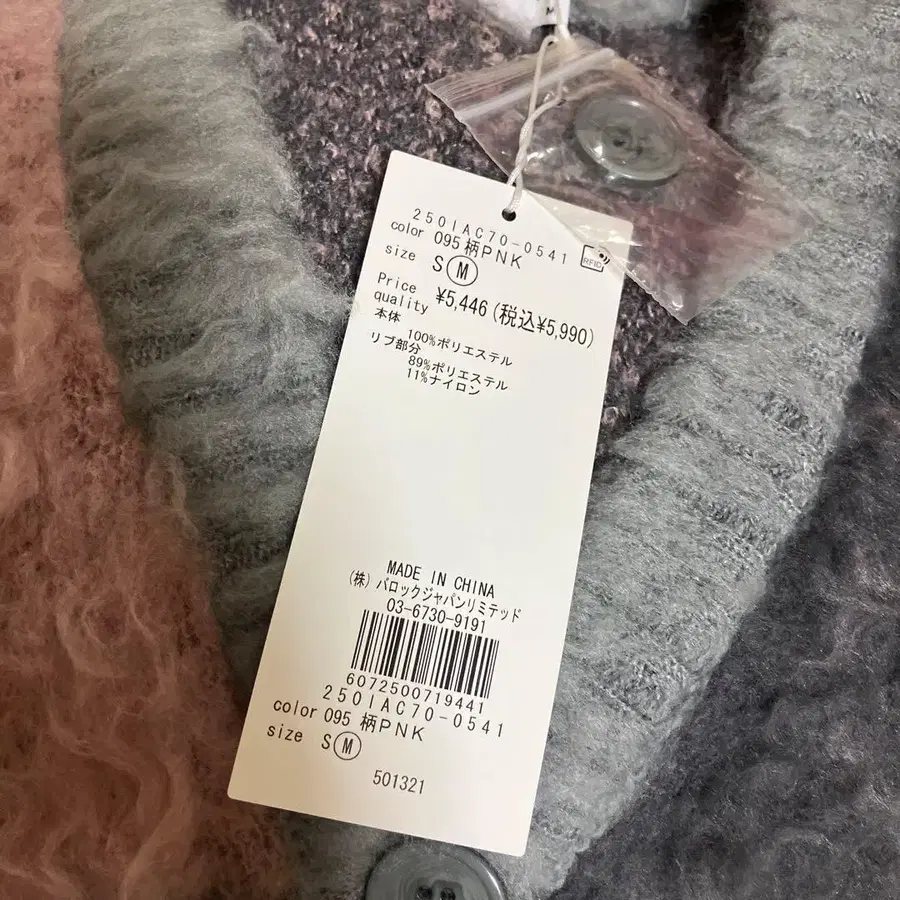 250IAC70-0541
color 095 柄PNK
RFID
size S M
Price ¥5,446 (税込¥5,990)
quality
本体
100%ポリエステル
リブ部分
89%ポリエステル
11%ナイロン
MADE IN CHINA
(株) バロックジャパンリミテッド
03-6730-9191
6072500719441
250IAC70-0541
color 095 柄PNK
size S M
501321